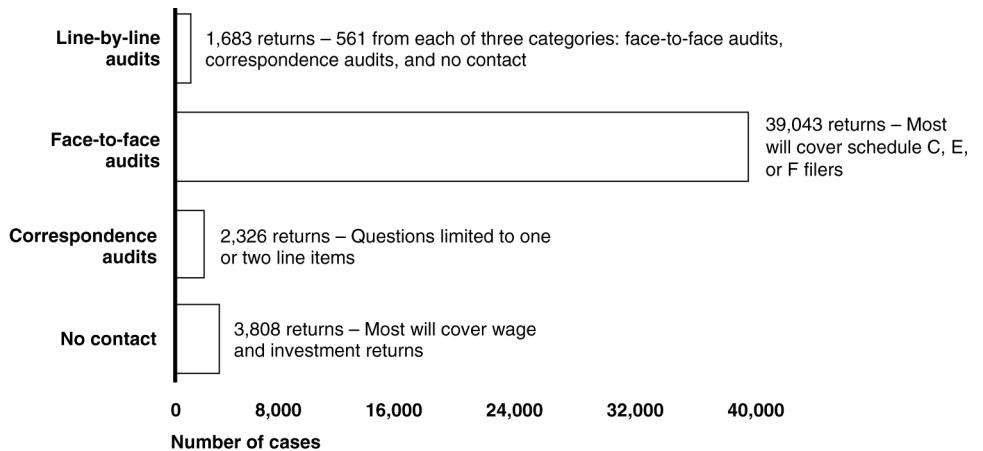 Line-by-line
audits
1,683 returns – 561 from each of three categories: face-to-face audits,
correspondence audits, and no contact
Face-to-face
audits
39,043 returns – Most
will cover schedule C, E,
or F filers
Correspondence
audits
2,326 returns – Questions limited to one
or two line items
No contact
3,808 returns – Most will cover wage
and investment returns
0 8,000 16,000 24,000 32,000 40,000
Number of cases